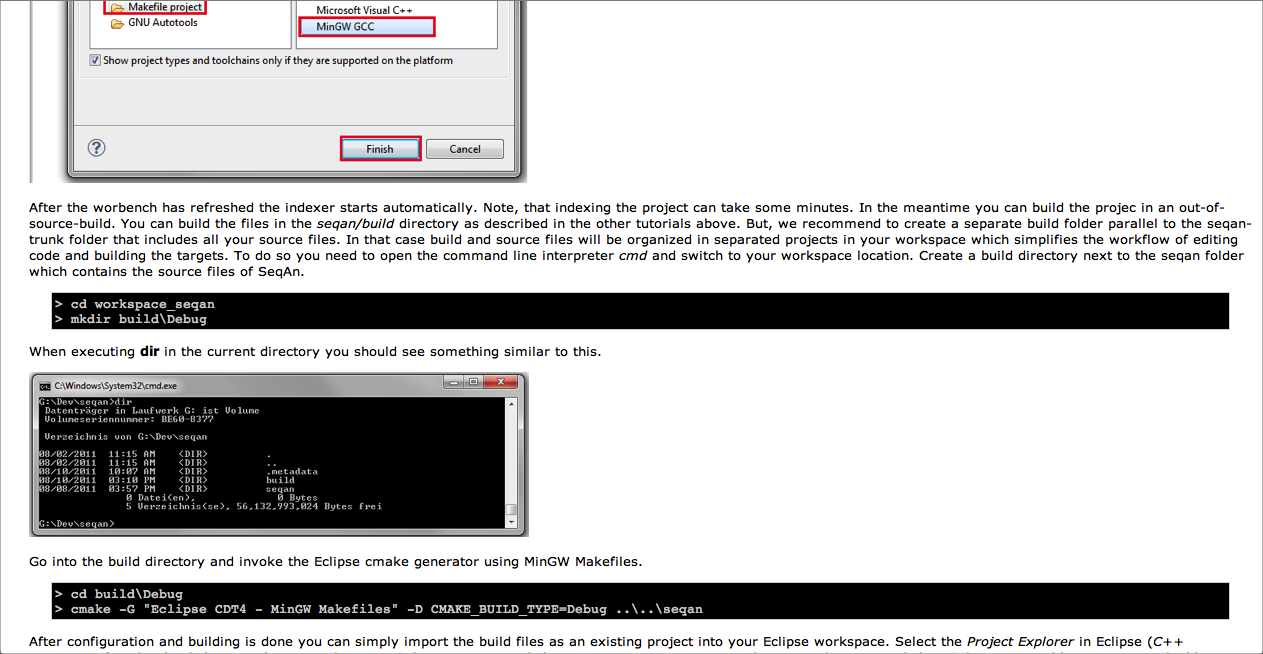 Makefile project
GNU Autotools
Microsoft Visual C++
MinGW GCC
Show project types and toolchains only if they are supported on the platform
?
Finish
Cancel
After the worbench has refreshed the indexer starts automatically. Note, that indexing the project can take some minutes. In the meantime you can build the projec in an out-of-
source-build. You can build the files in the seqan/build directory as described in the other tutorials above. But, we recommend to create a separate build folder parallel to the seqan-
trunk folder that includes all your source files. In that case build and source files will be organized in separated projects in your workspace which simplifies the workflow of editing
code and building the targets. To do so you need to open the command line interpreter cmd and switch to your workspace location. Create a build directory next to the seqan folder
which contains the source files of SeqAn.
> cd workspace_seqan
> mkdir build\Debug
When executing dir in the current directory you should see something similar to this.
C:\Windows\System32\cmd.exe
G:\Dev\seqan>dir
Datenträger in Laufwerk G: ist Volume
Volumeseriennummer: BE60-8377
Verzeichnis von G:\Dev\seqan
08/02/2011 11:15 AM <DIR> .
08/02/2011 11:15 AM <DIR> ..
08/10/2011 10:07 AM <DIR> .metadata
08/10/2011 03:10 PM <DIR> build
08/08/2011 03:57 PM <DIR> seqan
0 Datei(en), 0 Bytes
5 Verzeichnis(se), 56,132,993,024 Bytes frei
G:\Dev\seqan>
Go into the build directory and invoke the Eclipse cmake generator using MinGW Makefiles.
> cd build\Debug
> cmake -G "Eclipse CDT4 - MinGW Makefiles" -D CMAKE_BUILD_TYPE=Debug ..\..\seqan
After configuration and building is done you can simply import the build files as an existing project into your Eclipse workspace. Select the Project Explorer in Eclipse (C++